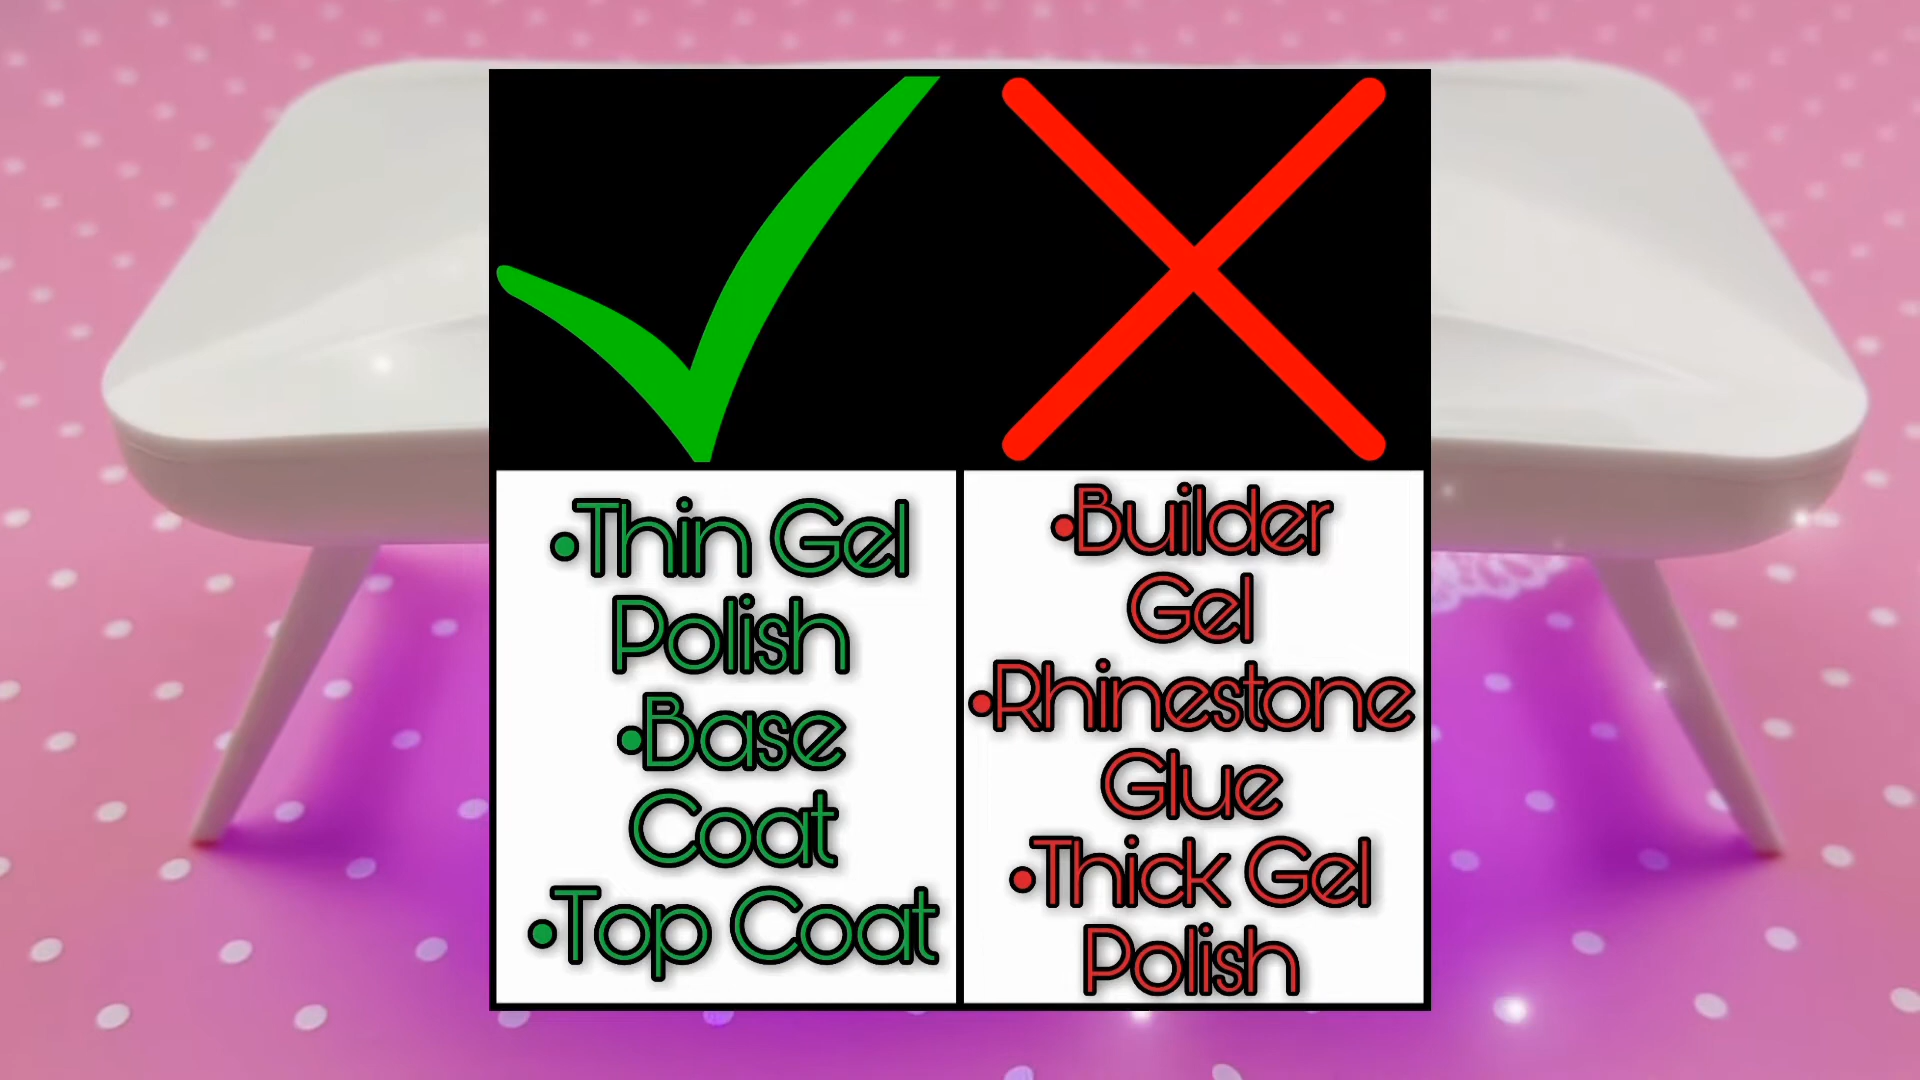 •Thin Gel
Polish
•Base
Coat
•Top Coat
•Builder
Gel
•Rhinestone
Glue
•Thick Gel
Polish